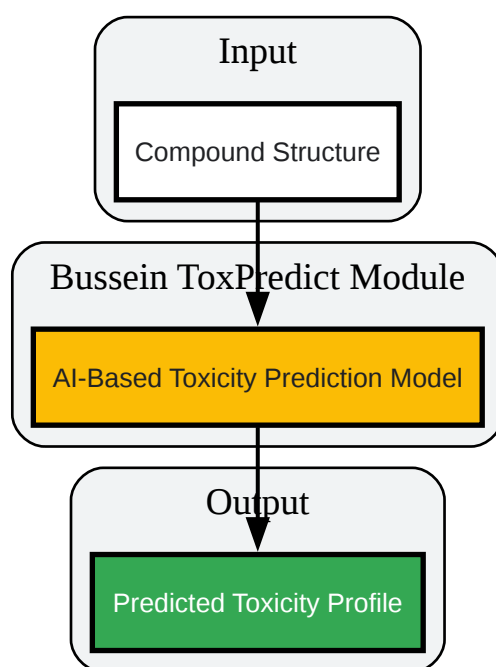 Input
Compound Structure
Bussein ToxPredict Module
AI-Based Toxicity Prediction Model
Output
Predicted Toxicity Profile